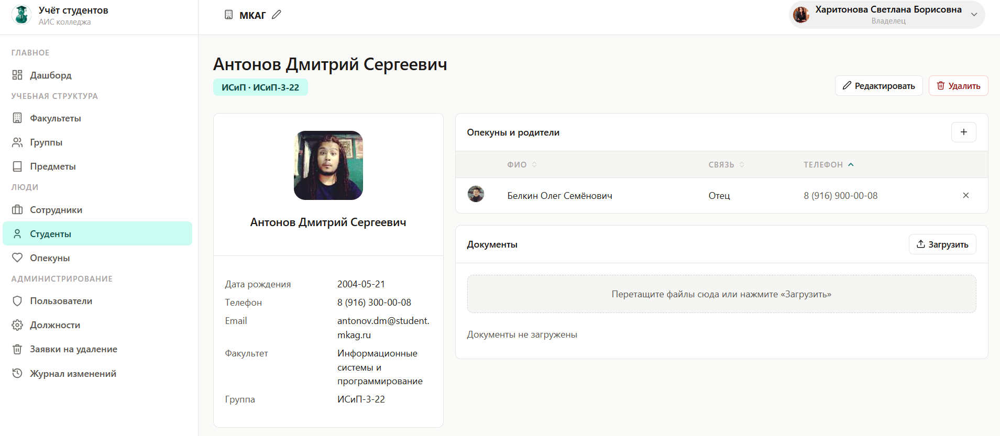 Учёт студентов
АИС колледжа
МКАГ
Харитонова Светлана Борисовна
Владелец
ГЛАВНОЕ
Дашборд
УЧЕБНАЯ СТРУКТУРА
Факультеты
Группы
Предметы
ЛЮДИ
Сотрудники
Студенты
Опекуны
АДМИНИСТРИРОВАНИЕ
Пользователи
Должности
Заявки на удаление
Журнал изменений
Антонов Дмитрий Сергеевич
ИСиП · ИСиП-3-22
Редактировать
Удалить
Антонов Дмитрий Сергеевич
Дата рождения 2004-05-21
Телефон 8 (916) 300-00-08
Email antonov.dm@student.
mkag.ru
Факультет Информационные
системы и
программирование
Группа ИСиП-3-22
Опекуны и родители
ФИО СВЯЗЬ ТЕЛЕФОН
Белкин Олег Семёнович Отец 8 (916) 900-00-08
Документы
Загрузить
Перетащите файлы сюда или нажмите «Загрузить»
Документы не загружены